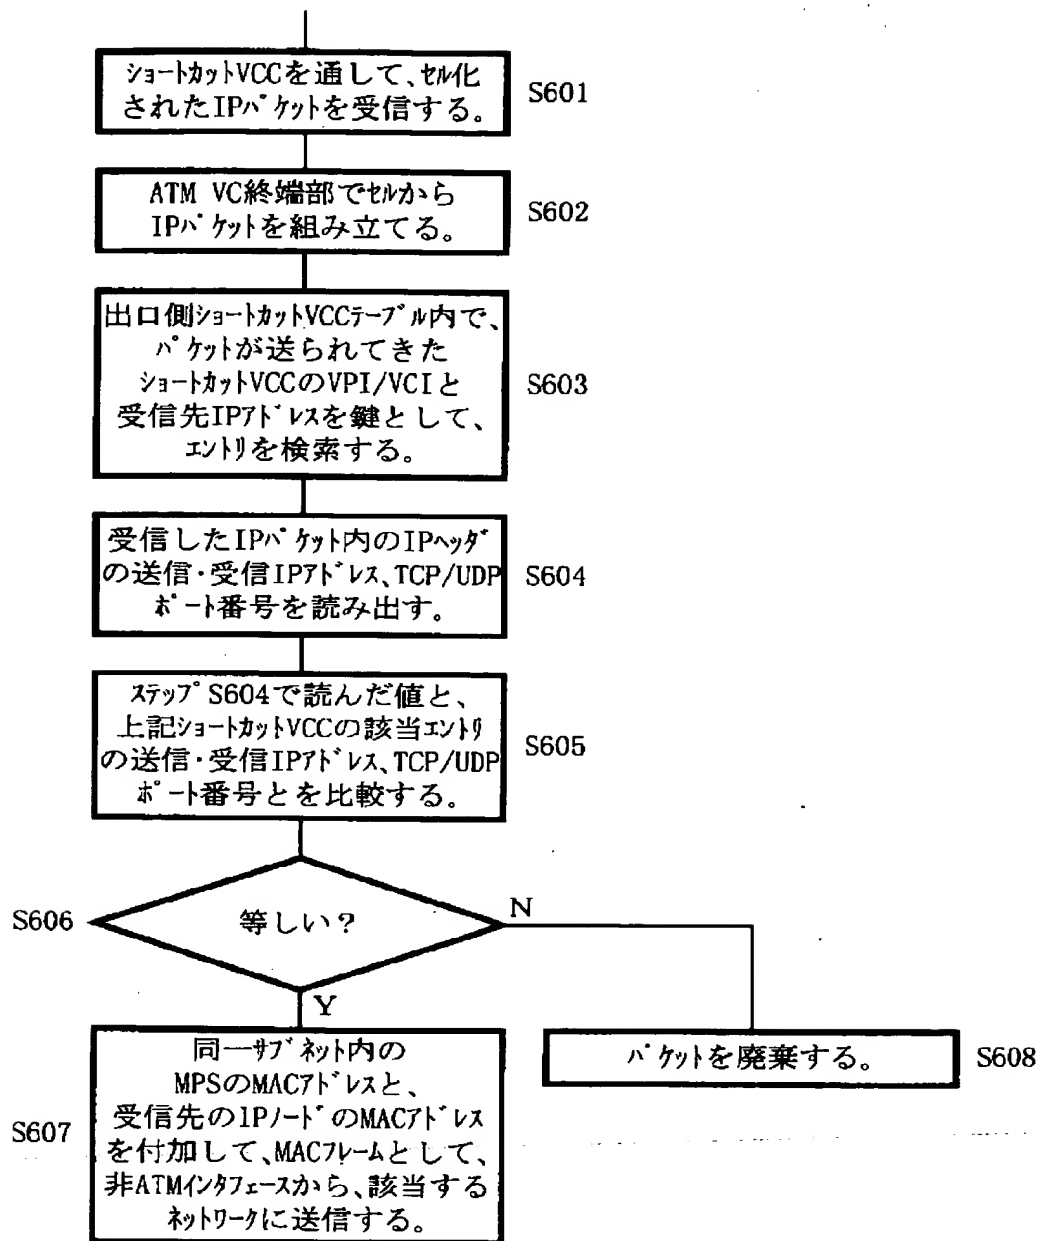 ショートカットVCCを通して、セル化
されたIPパケットを受信する。
S601
ATM VC終端部でセルから
IPパケットを組み立てる。
S602
出口側ショートカットVCCテーブル内で、
パケットが送られてきた
ショートカットVCCのVPI/VCIと
受信先IPアドレスを鍵として、
エントリを検索する。
S603
受信したIPパケット内のIPヘッダ
の送信・受信IPアドレス、TCP/UDP
ポート番号を読み出す。
S604
ステップS604で読んだ値と、
上記ショートカットVCCの該当エントリ
の送信・受信IPアドレス、TCP/UDP
ポート番号とを比較する。
S605
S606
等しい?
N
Y
同一サブネット内の
MPSのMACアドレスと、
受信先のIPノードのMACアドレス
を付加して、MACフレームとして、
非ATMインタフェースから、該当する
ネットワークに送信する。
S607
パケットを廃棄する。
S608